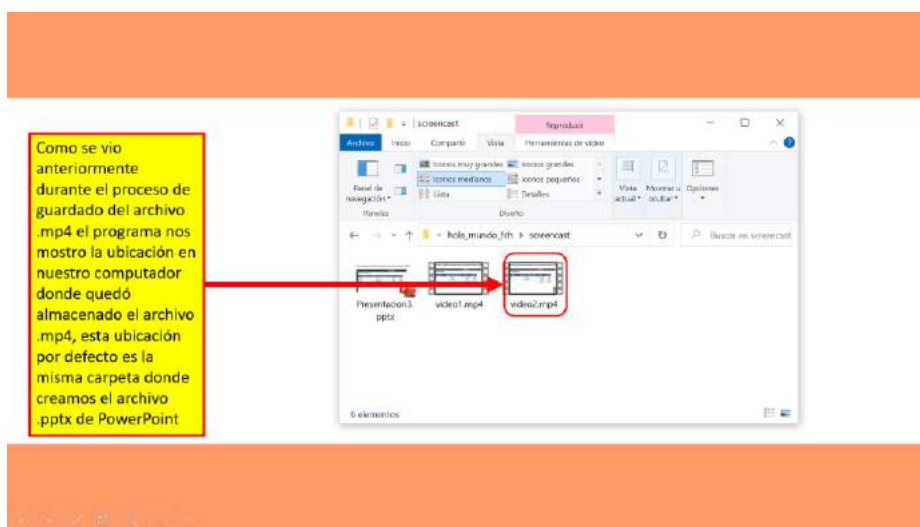 Como se vio
anteriormente
durante el proceso de
guardado del archivo
.mp4 el programa nos
mostro la ubicación en
nuestro computador
donde quedó
almacenado el archivo
.mp4, esta ubicación
por defecto es la
misma carpeta donde
creamos el archivo
.pptx de PowerPoint
screencast
Reproducir
Archivo Inicio Compartir Vista Herramientas de vídeo
Panel de navegación
Iconos muy grandes Iconos grandes
Iconos medianos Iconos pequeños
Lista Detalles
Vista actual
Mostrar u ocultar
Opciones
Paneles Diseño
hola_mundo_fch > screencast
Buscar en screencast
Presentacion3.
pptx
video1.mp4
video2.mp4
6 elementos